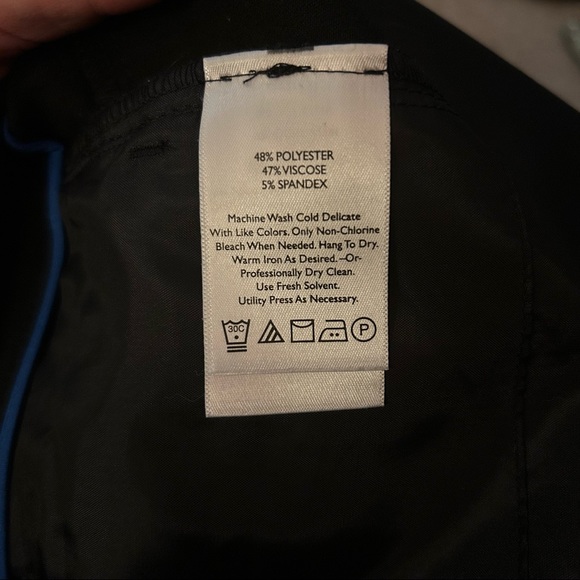 48% POLYESTER
47% VISCOSE
5% SPANDEX
Machine Wash Cold Delicate
With Like Colors. Only Non-Chlorine
Bleach When Needed. Hang To Dry.
Warm Iron As Desired. –Or–
Professionally Dry Clean.
Use Fresh Solvent.
Utility Press As Necessary.
30C P